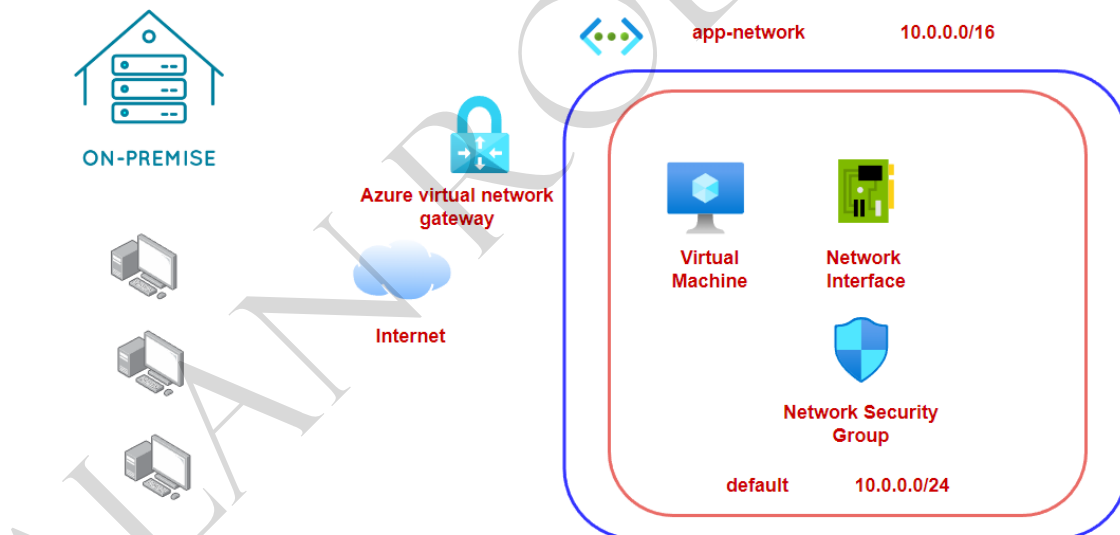 app-network 10.0.0.0/16
ON-PREMISE
Azure virtual network
gateway
Internet
Virtual
Machine
Network
Interface
Network Security
Group
default 10.0.0.0/24